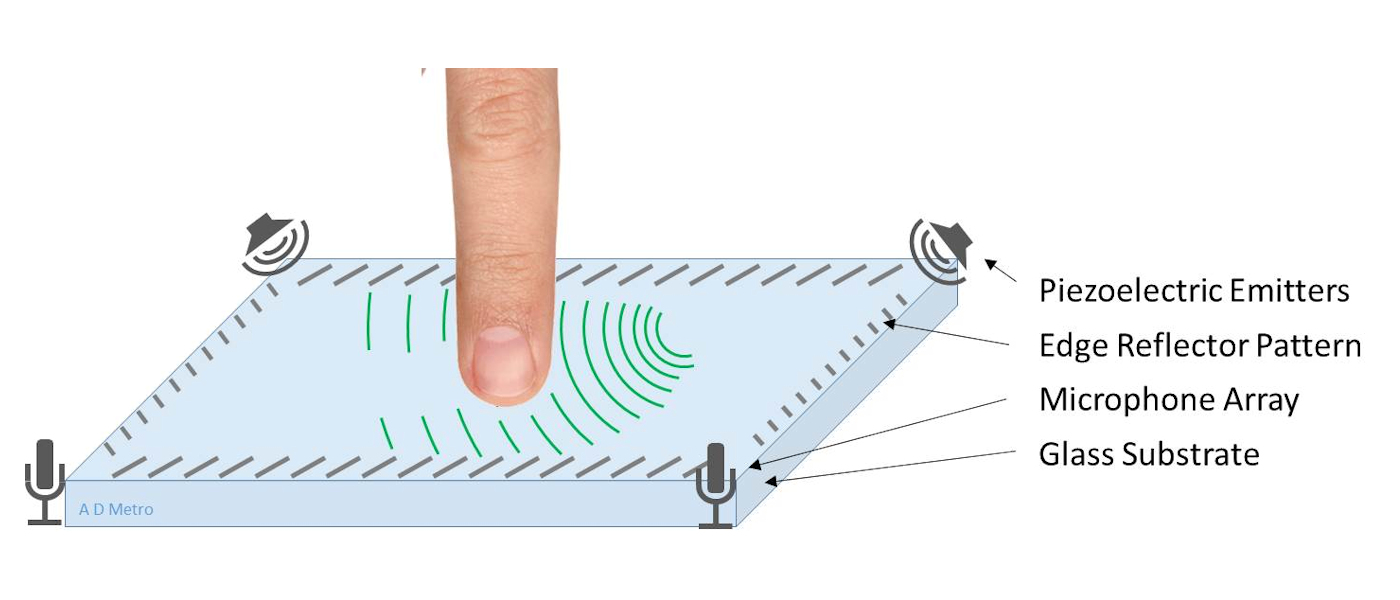 Piezoelectric Emitters
Edge Reflector Pattern
Microphone Array
Glass Substrate
A D Metro